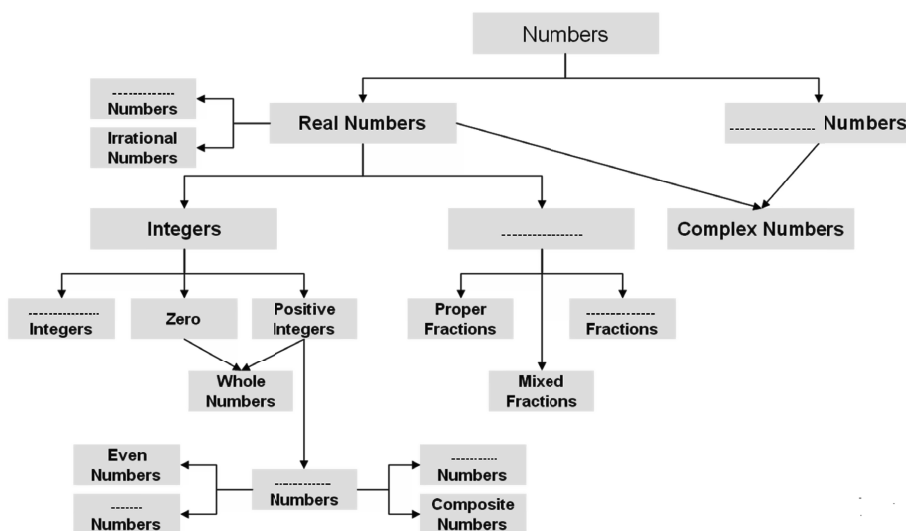 Numbers
------------- Numbers
Real Numbers
----------------- Numbers
Irrational
Numbers
Integers
----------------
Complex Numbers
--------------
Integers
Zero
Positive
Integers
Proper
Fractions
--------------
Fractions
Whole
Numbers
Mixed
Fractions
Even
Numbers
-----------
Numbers
-----------
Numbers
-------
Numbers
Composite
Numbers